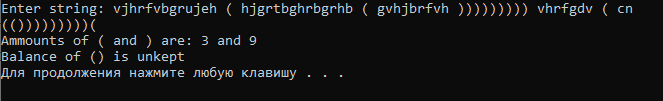 Enter string: vjhrfvbgrujeh ( hjgrtbghrbgrhb ( gvhjbrfvh ))))))))) vhrfgdv ( cn
(()))))))))(
Ammounts of ( and ) are: 3 and 9
Balance of () is unkept
Для продолжения нажмите любую клавишу . . .